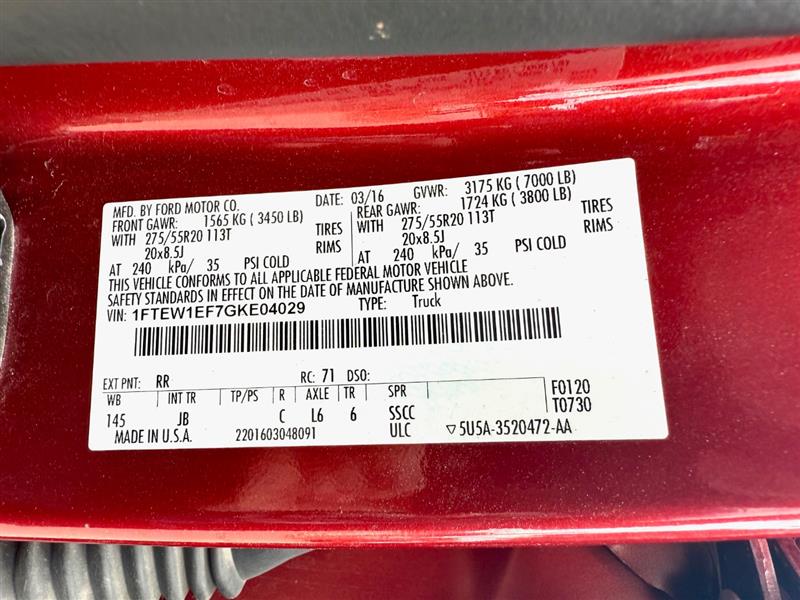 MFD. BY FORD MOTOR CO. DATE: 03/16 GVWR: 3175 KG ( 7000 LB)
FRONT GAWR: 1565 KG ( 3450 LB) REAR GAWR: 1724 KG ( 3800 LB)
WITH 275/55R20 113T TIRES WITH 275/55R20 113T TIRES
20x8.5J RIMS 20x8.5J RIMS
AT 240 kPa/ 35 PSI COLD AT 240 kPa/ 35 PSI COLD
THIS VEHICLE CONFORMS TO ALL APPLICABLE FEDERAL MOTOR VEHICLE
SAFETY STANDARDS IN EFFECT ON THE DATE OF MANUFACTURE SHOWN ABOVE.
VIN: 1FTEW1EF7GKE04029 TYPE: Truck
EXT PNT: RR RC: 71 DSO:
WB INT TR TP/PS R AXLE TR SPR F0120
145 JB C L6 6 SSCC T0730
MADE IN U.S.A. 2201603048091 ULC ▽5U5A-3520472-AA